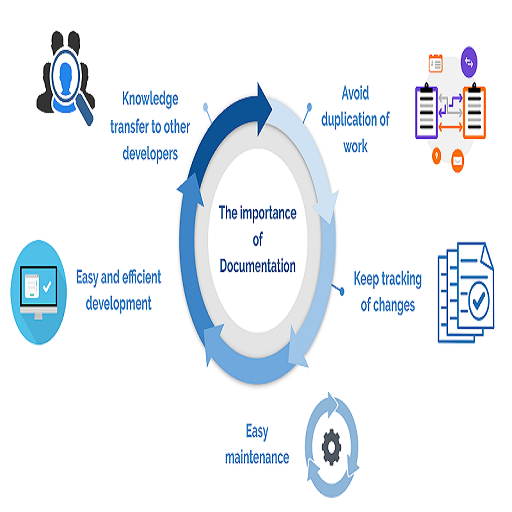 Knowledge
transfer to other
developers
Avoid
duplication of
work
The importance
of
Documentation
Easy and efficient
development
Keep tracking
of changes
Easy
maintenance